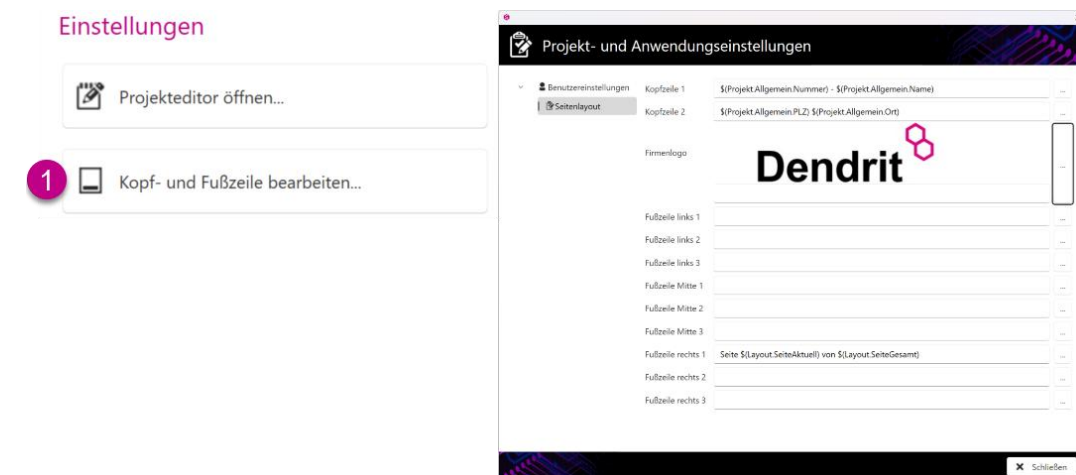 Einstellungen
Projekteditor öffnen...
1
Kopf- und Fußzeile bearbeiten...
Projekt- und Anwendungseinstellungen
Benutzereinstellungen
Seitenlayout
Kopfzeile 1 $(Projekt.Allgemein.Nummer) - $(Projekt.Allgemein.Name) ...
Kopfzeile 2 $(Projekt.Allgemein.PLZ) $(Projekt.Allgemein.Ort) ...
Firmenlogo Dendrit ...
Fußzeile links 1 ...
Fußzeile links 2 ...
Fußzeile links 3 ...
Fußzeile Mitte 1 ...
Fußzeile Mitte 2 ...
Fußzeile Mitte 3 ...
Fußzeile rechts 1 Seite $(Layout.SeiteAktuell) von $(Layout.SeiteGesamt) ...
Fußzeile rechts 2 ...
Fußzeile rechts 3 ...
Schließen